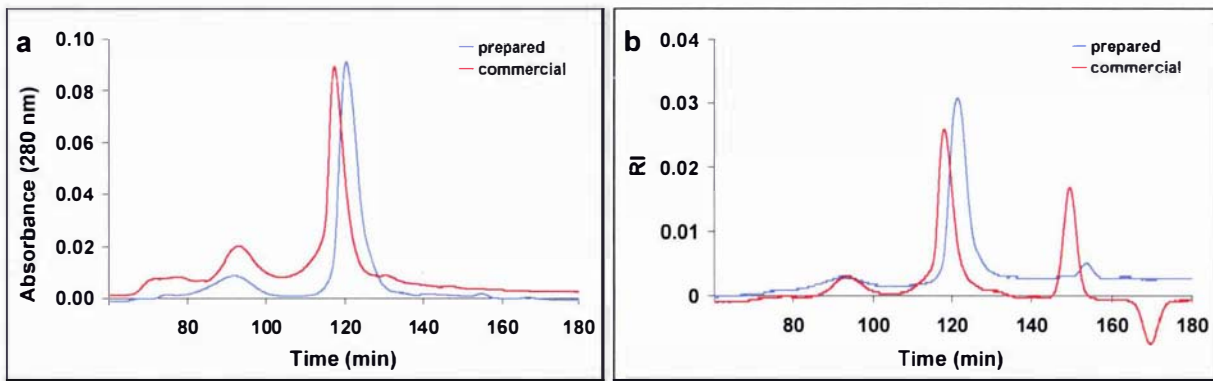 a
0.10
0.08
0.06
0.04
0.02
0.00
Absorbance (280 nm)
prepared
commercial
80 100 120 140 160 180
Time (min)
b
0.04
0.03
0.02
0.01
0
RI
prepared
commercial
80 100 120 140 160 180
Time (min)